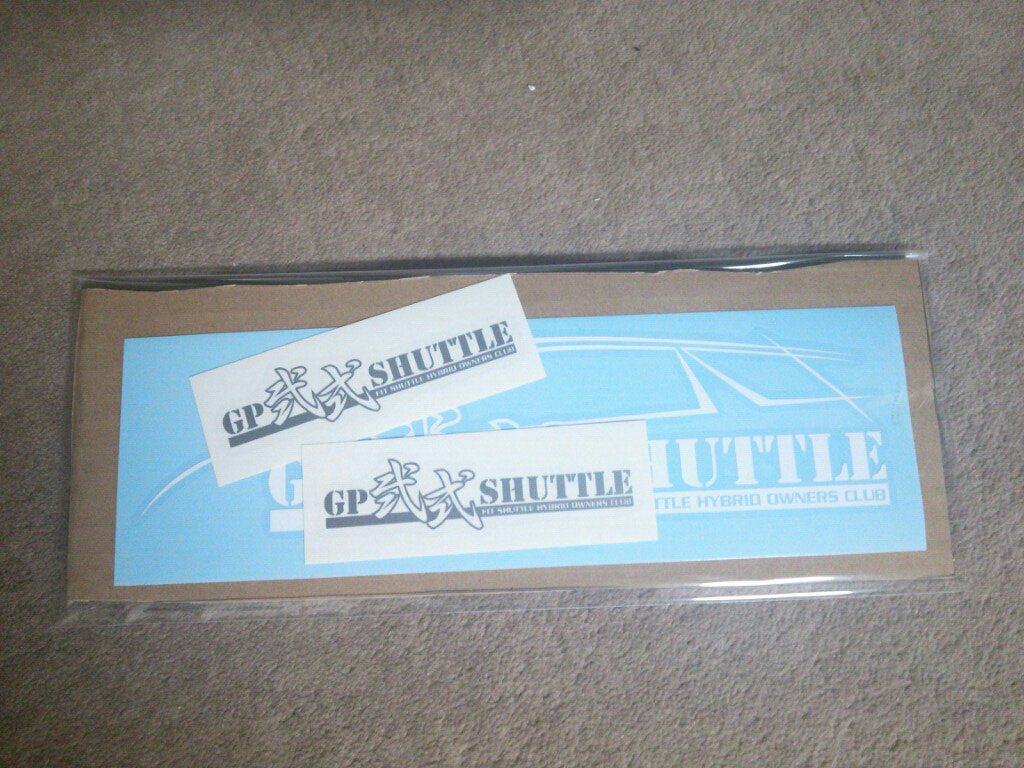 GP弐式SHUTTLE
FIT SHUTTLE HYBRID OWNERS CLUB
GP弐式SHUTTLE
FIT SHUTTLE HYBRID OWNERS CLUB
G HUTTLE
TTLE HYBRID OWNERS CLUB